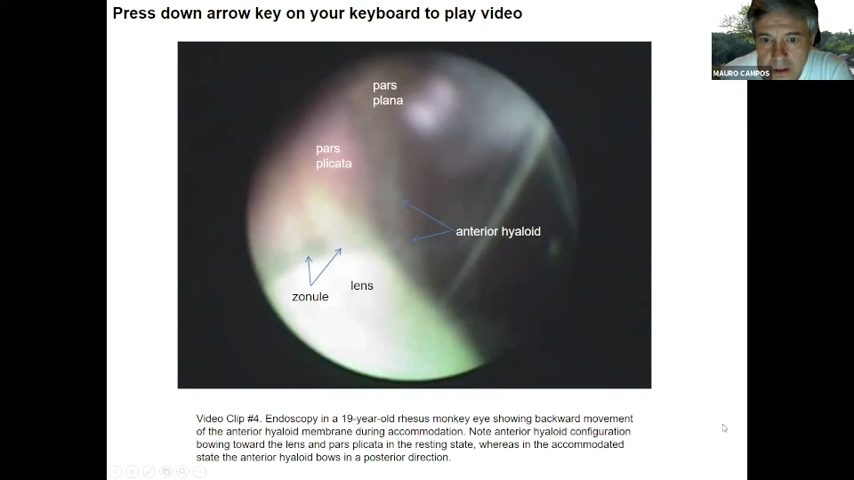 Press down arrow key on your keyboard to play video
MAURO CAMPOS
pars
plana
pars
plicata
anterior hyaloid
lens
zonule
Video Clip #4. Endoscopy in a 19-year-old rhesus monkey eye showing backward movement
of the anterior hyaloid membrane during accommodation. Note anterior hyaloid configuration
bowing toward the lens and pars plicata in the resting state, whereas in the accommodated
state the anterior hyaloid bows in a posterior direction.